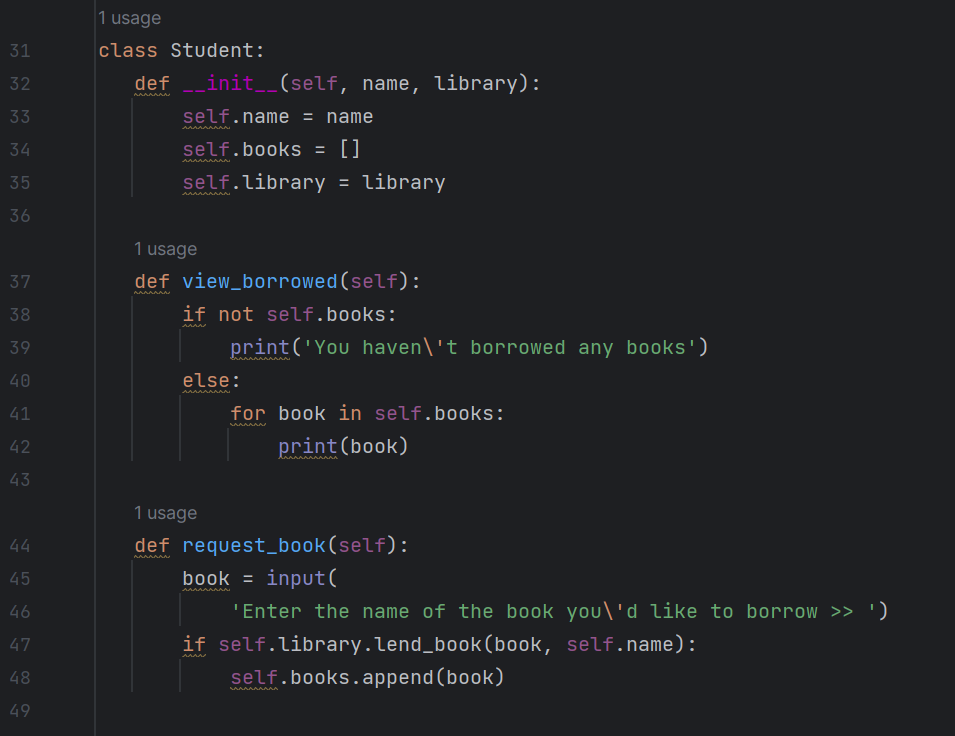 1 usage
31 class Student:
32 def __init__(self, name, library):
33 self.name = name
34 self.books = []
35 self.library = library
36
1 usage
37 def view_borrowed(self):
38 if not self.books:
39 print('You haven\'t borrowed any books')
40 else:
41 for book in self.books:
42 print(book)
43
1 usage
44 def request_book(self):
45 book = input(
46 'Enter the name of the book you\'d like to borrow >> ')
47 if self.library.lend_book(book, self.name):
48 self.books.append(book)
49